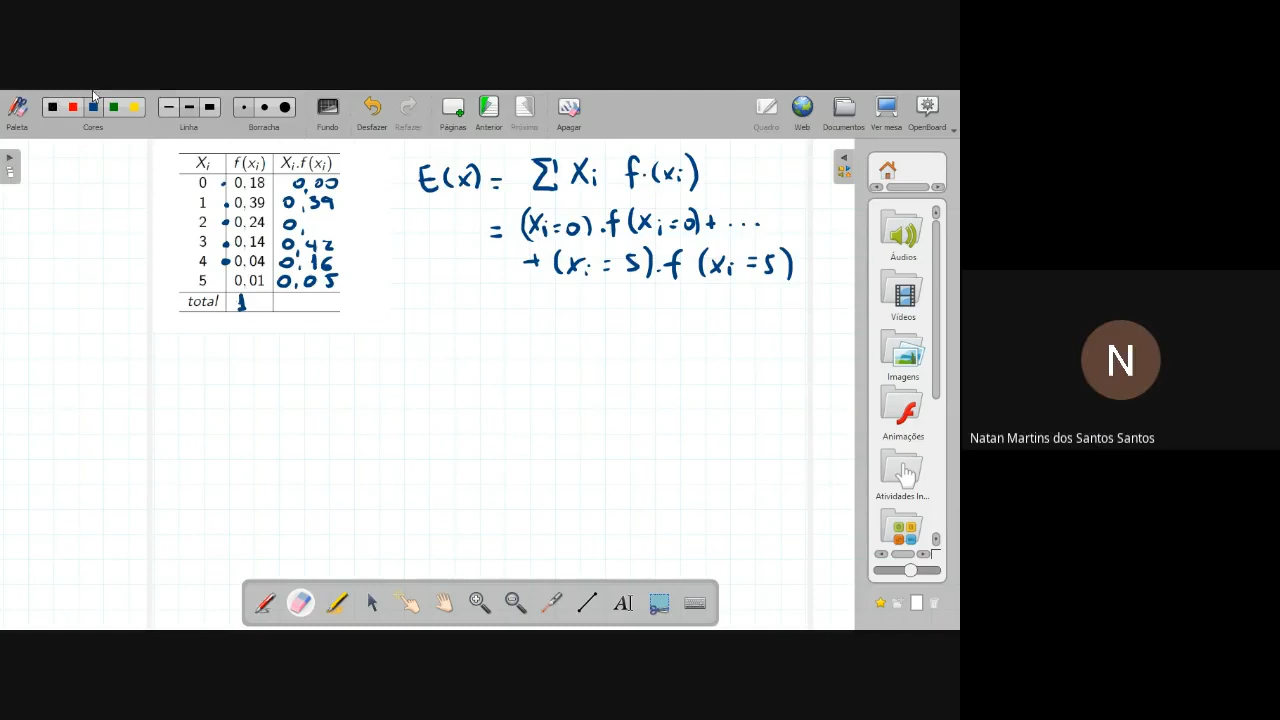 Paleta Cores Linha Borracha Fundo Desfazer Refazer Páginas Anterior Próximo Apagar Quadro Web Documentos Ver mesa OpenBoard
Xi f(xi) Xi.f(xi)
0 0,18 0,00
1 0,39 0,39
2 0,24 0,
3 0,14 0,42
4 0,04 0,16
5 0,01 0,05
total 1
E(x) = Σ Xi f.(xi)
= (Xi=0).f(Xi=0)+ ...
+ (xi = 5).f (xi = 5)
Áudios
Vídeos
Imagens
Animações
Atividades In...
AI
N
Natan Martins dos Santos Santos